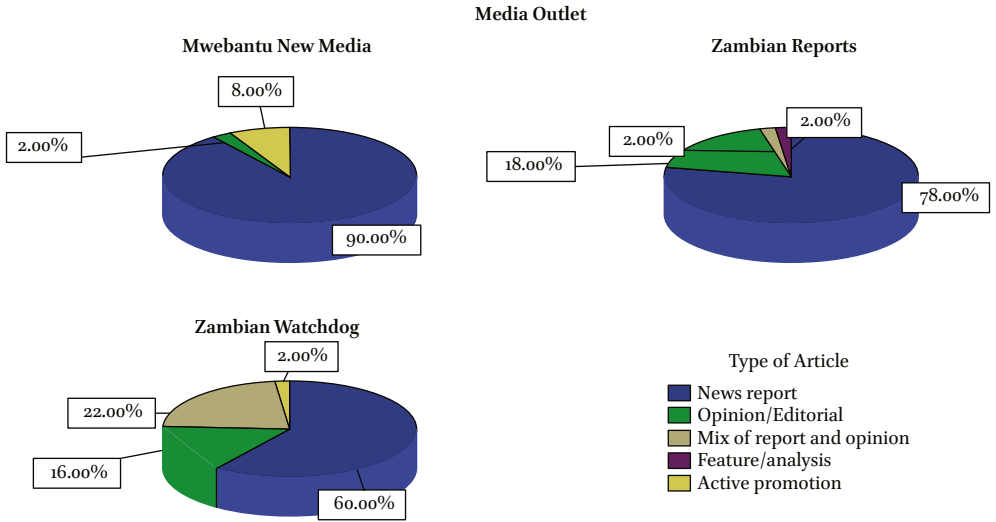 Media Outlet
Mwebantu New Media
8.00%
2.00%
90.00%
Zambian Reports
2.00%
2.00%
18.00%
78.00%
Zambian Watchdog
2.00%
22.00%
16.00%
60.00%
Type of Article
News report
Opinion/Editorial
Mix of report and opinion
Feature/analysis
Active promotion